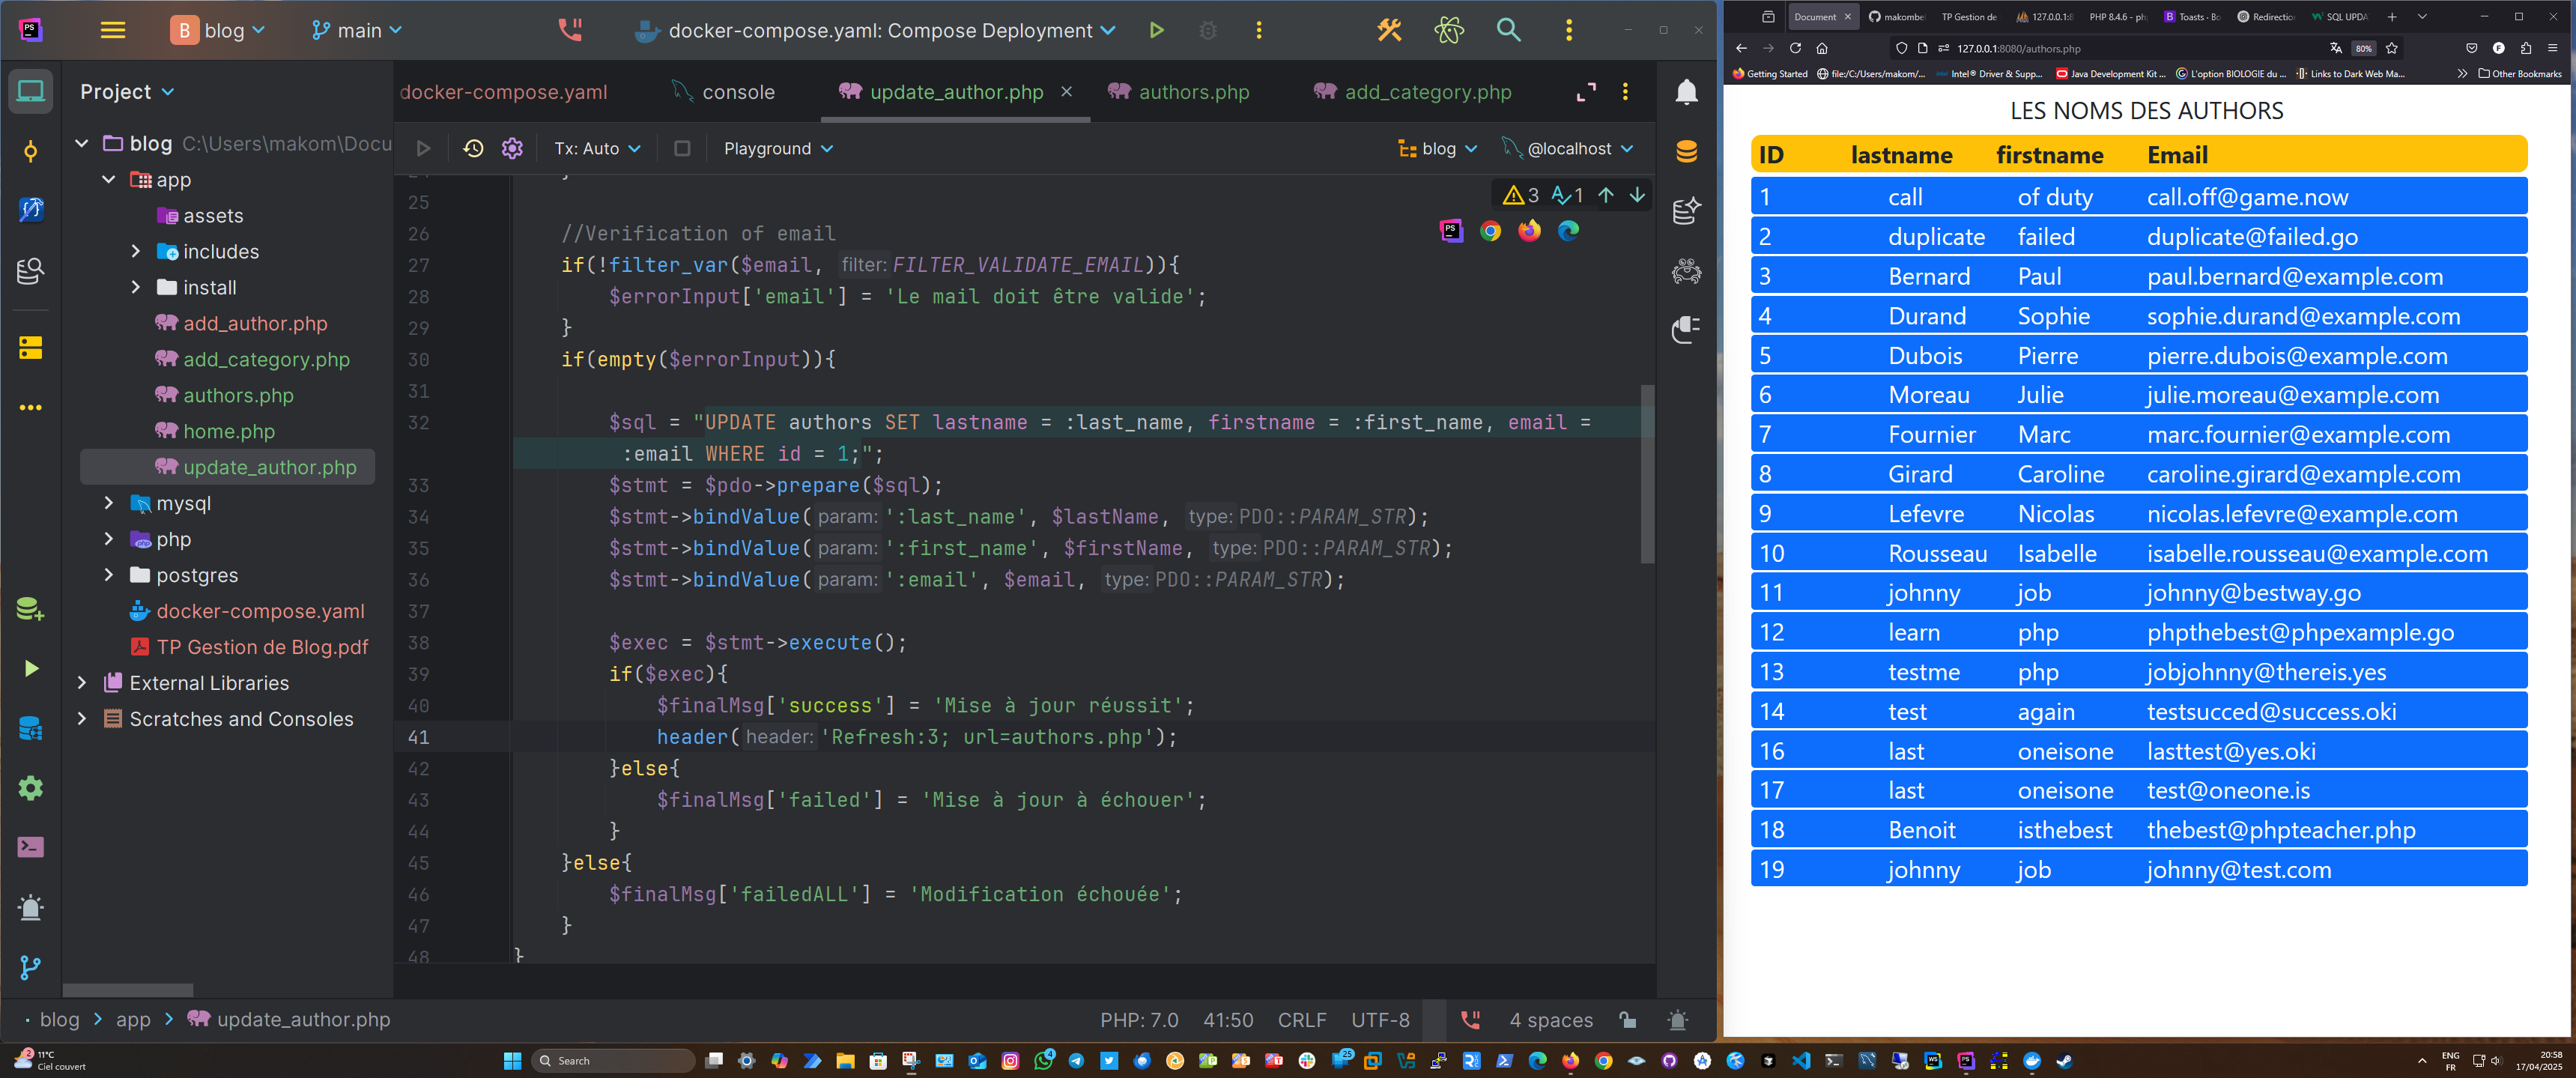 B blog
main
docker-compose.yaml: Compose Deployment
Project
docker-compose.yaml
console
update_author.php
authors.php
add_category.php
Tx: Auto
Playground
blog
@localhost
blog C:\Users\makom\Docu
app
assets
includes
install
add_author.php
add_category.php
authors.php
home.php
update_author.php
mysql
php
postgres
docker-compose.yaml
TP Gestion de Blog.pdf
External Libraries
Scratches and Consoles
3 1
25
26 //Verification of email
27 if(!filter_var($email, filter: FILTER_VALIDATE_EMAIL)){
28 $errorInput['email'] = 'Le mail doit être valide';
29 }
30 if(empty($errorInput)){
31
32 $sql = "UPDATE authors SET lastname = :last_name, firstname = :first_name, email =
:email WHERE id = 1;";
33 $stmt = $pdo->prepare($sql);
34 $stmt->bindValue( param: ':last_name', $lastName, type: PDO::PARAM_STR);
35 $stmt->bindValue( param: ':first_name', $firstName, type: PDO::PARAM_STR);
36 $stmt->bindValue( param: ':email', $email, type: PDO::PARAM_STR);
37
38 $exec = $stmt->execute();
39 if($exec){
40 $finalMsg['success'] = 'Mise à jour réussit';
41 header( header: 'Refresh:3; url=authors.php');
42 }else{
43 $finalMsg['failed'] = 'Mise à jour à échouer';
44 }
45 }else{
46 $finalMsg['failedALL'] = 'Modification échouée';
47 }
48 }
blog > app > update_author.php
PHP: 7.0 41:50 CRLF UTF-8 4 spaces
Document
makombe
TP Gestion de
127.0.0.1:8
PHP 8.4.6 - ph
Toasts · Bo
Redirectio
SQL UPDA
127.0.0.1:8080/authors.php
80%
Getting Started
file:/C:/Users/makom/...
Intel® Driver & Supp...
Java Development Kit ...
L'option BIOLOGIE du ...
Links to Dark Web Ma...
Other Bookmarks
LES NOMS DES AUTHORS
ID lastname firstname Email
1 call of duty call.off@game.now
2 duplicate failed duplicate@failed.go
3 Bernard Paul paul.bernard@example.com
4 Durand Sophie sophie.durand@example.com
5 Dubois Pierre pierre.dubois@example.com
6 Moreau Julie julie.moreau@example.com
7 Fournier Marc marc.fournier@example.com
8 Girard Caroline caroline.girard@example.com
9 Lefevre Nicolas nicolas.lefevre@example.com
10 Rousseau Isabelle isabelle.rousseau@example.com
11 johnny job johnny@bestway.go
12 learn php phpthebest@phpexample.go
13 testme php jobjohnny@thereis.yes
14 test again testsucced@success.oki
16 last oneisone lasttest@yes.oki
17 last oneisone test@oneone.is
18 Benoit isthebest thebest@phpteacher.php
19 johnny job johnny@test.com
11°C
Ciel couvert
Search
ENG
FR
20:58
17/04/2025